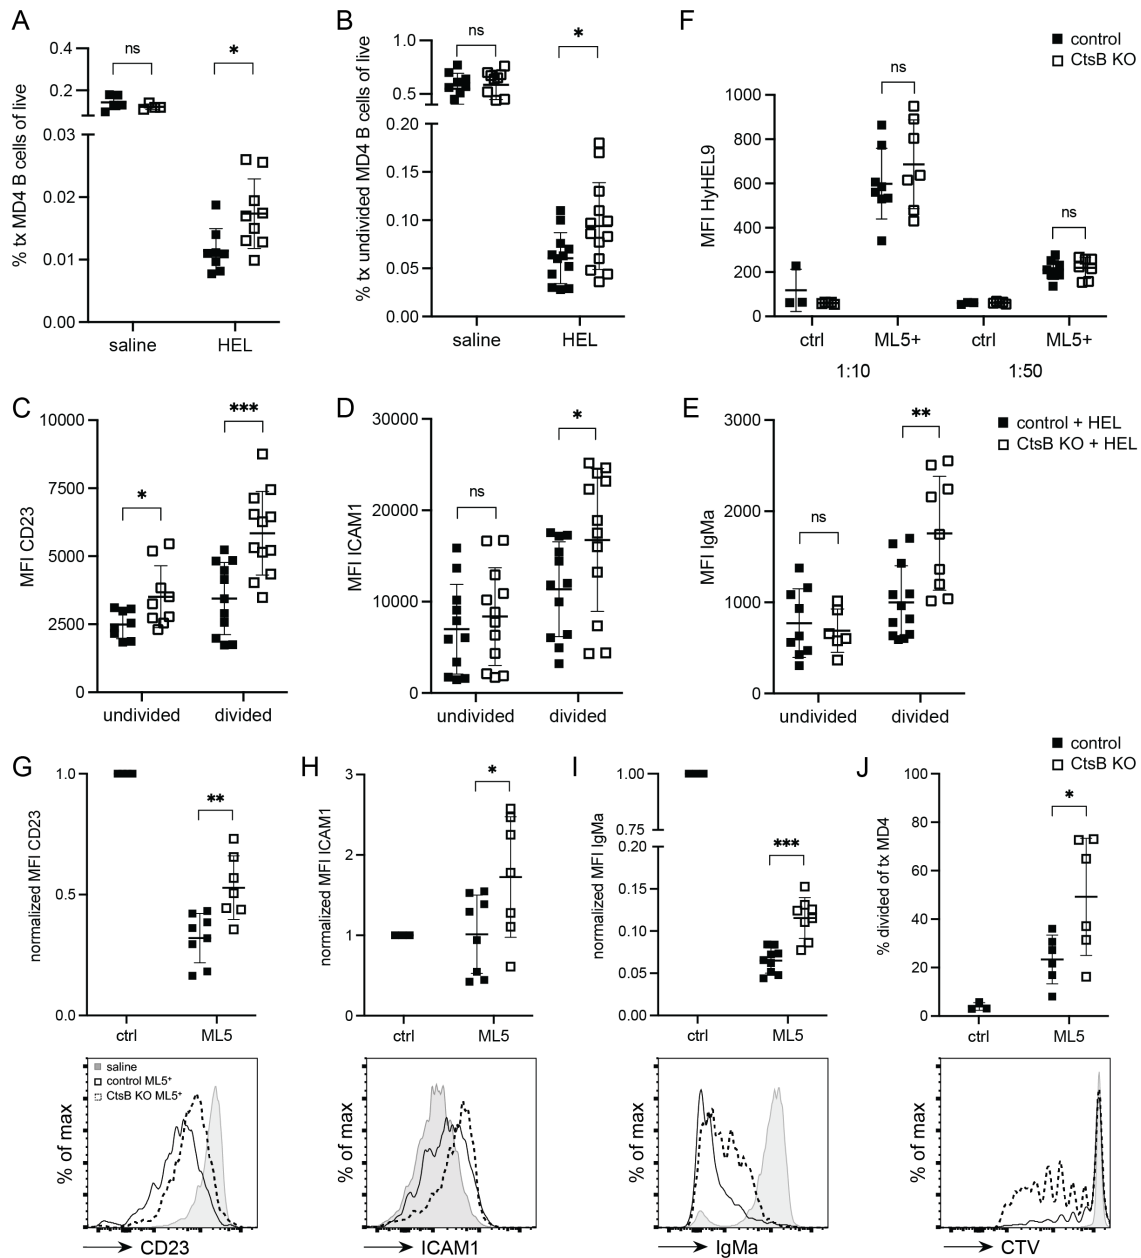 A
% tx MD4 B cells of live
0.4
0.2
0.03
0.02
0.01
0.00
ns
*
saline
HEL
B
% tx undivided MD4 B cells of live
1.0
0.5
0.20
0.15
0.10
0.05
0.00
ns
*
saline
HEL
F
control
CtsB KO
MFI HyHEL9
1000
800
600
400
200
0
ns
ns
ctrl
ML5+
ctrl
ML5+
1:10
1:50
C
MFI CD23
10000
7500
5000
2500
0
*
***
undivided
divided
D
MFI ICAM1
30000
20000
10000
0
ns
*
undivided
divided
E
MFI IgMa
3000
2000
1000
0
ns
**
undivided
divided
control + HEL
CtsB KO + HEL
G
normalized MFI CD23
1.0
0.5
0.0
**
ctrl
ML5
H
normalized MFI ICAM1
3
2
1
0
*
ctrl
ML5
I
normalized MFI IgMa
1.00
0.75
0.20
0.15
0.10
0.05
0.00
***
ctrl
ML5
J
control
CtsB KO
% divided of tx MD4
100
80
60
40
20
0
*
ctrl
ML5
% of max
saline
control ML5⁺
CtsB KO ML5⁺
CD23
% of max
ICAM1
% of max
IgMa
% of max
CTV